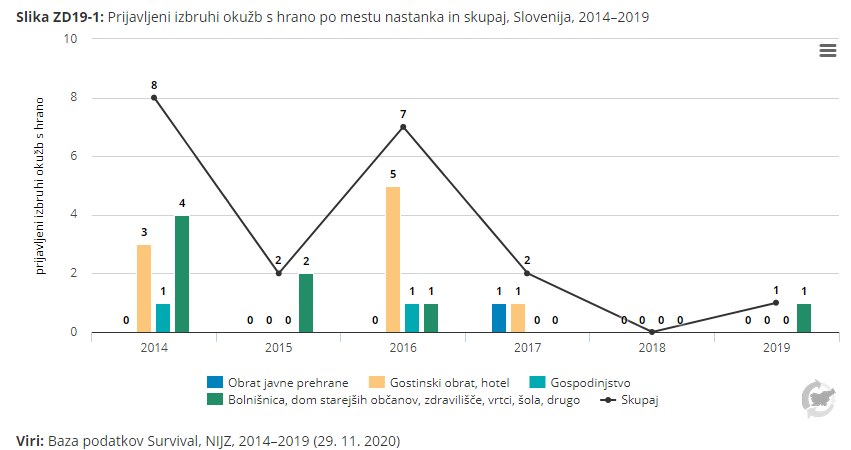 Slika ZD19-1: Prijavljeni izbruhi okužb s hrano po mestu nastanka in skupaj, Slovenija, 2014–2019
prijavljeni izbruhi okužb s hrano
10
8
6
4
2
0
8
2
7
2
1
0 3 1 4
0 0 0 2
0 5 1 1
1 1 0 0
0 0 0 0
0 0 0 1
2014 2015 2016 2017 2018 2019
Obrat javne prehrane Gostinski obrat, hotel Gospodinjstvo
Bolnišnica, dom starejših občanov, zdravilišče, vrtci, šola, drugo Skupaj
Viri: Baza podatkov Survival, NIJZ, 2014–2019 (29. 11. 2020)